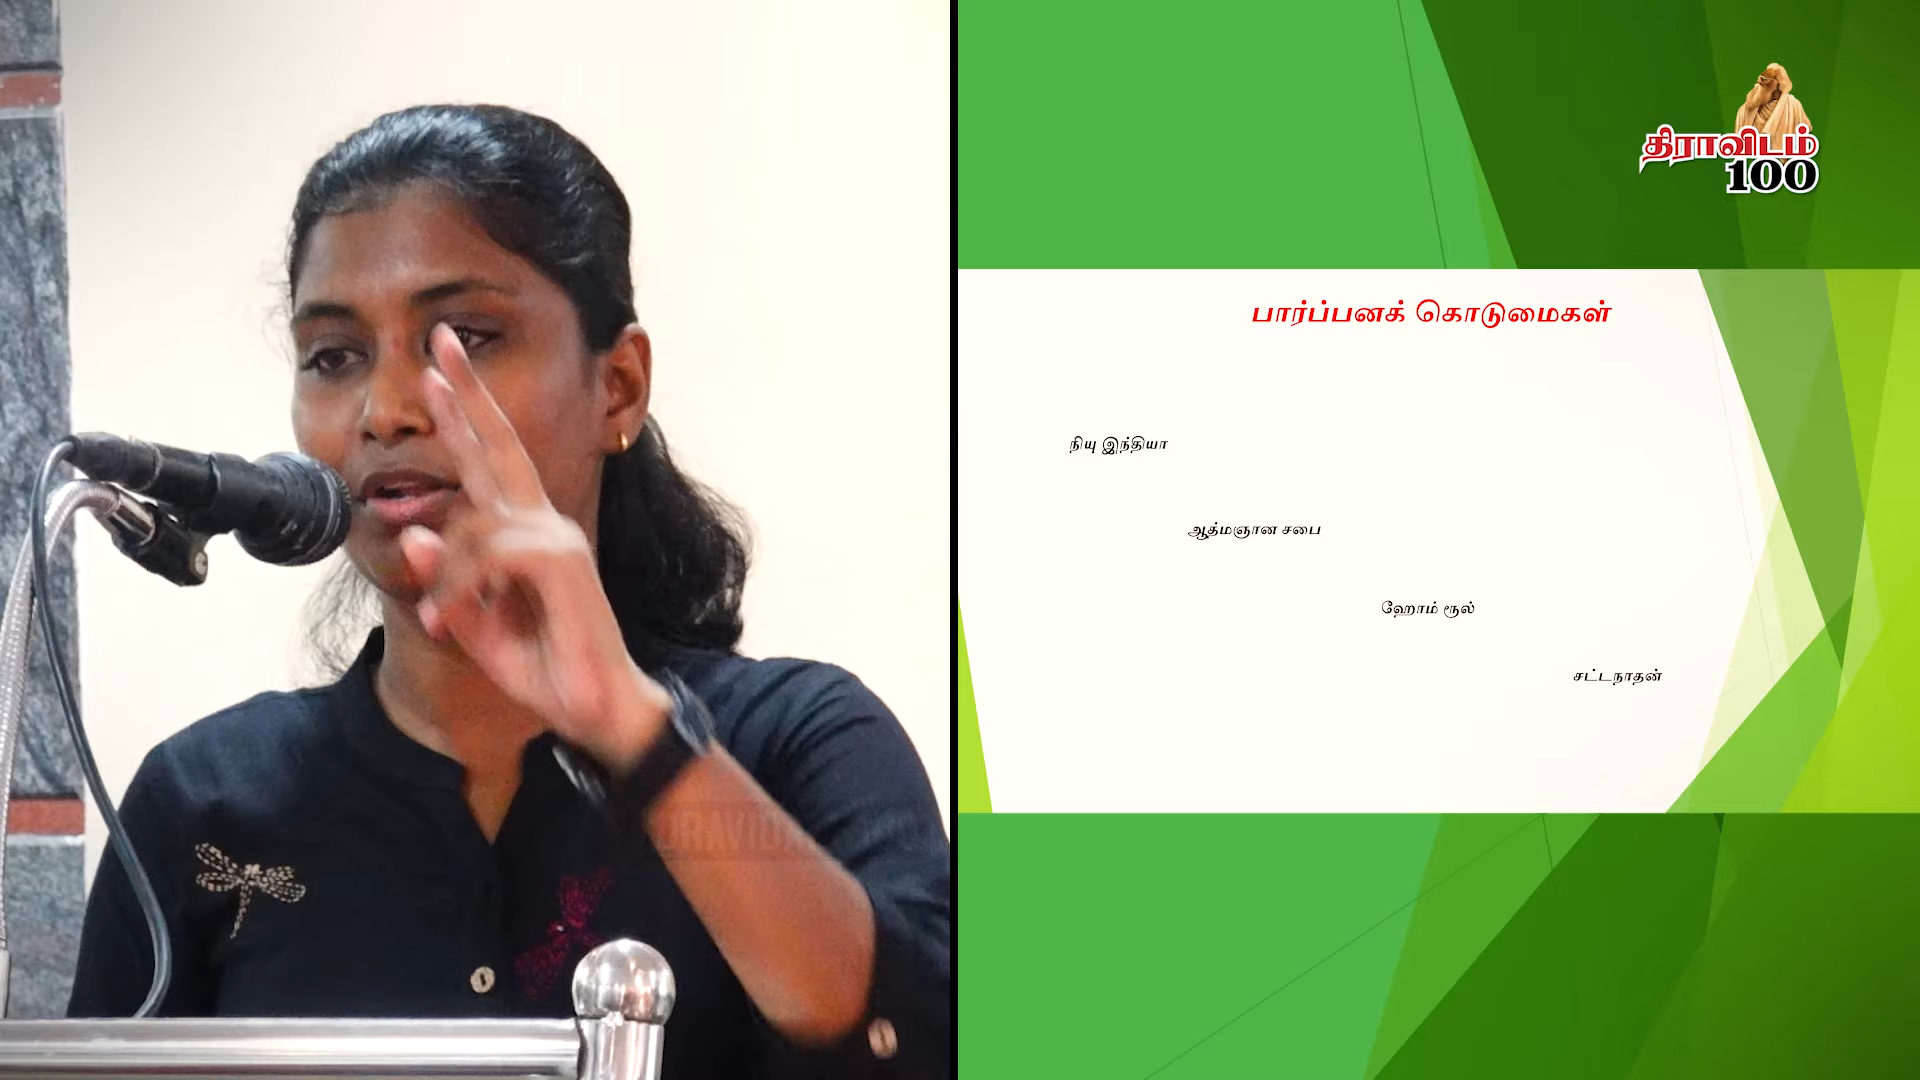 திராவிடம்
100
பார்ப்பனக் கொடுமைகள்
நியு இந்தியா
ஆத்மஞான சபை
ஹோம் ரூல்
சட்டநாதன்